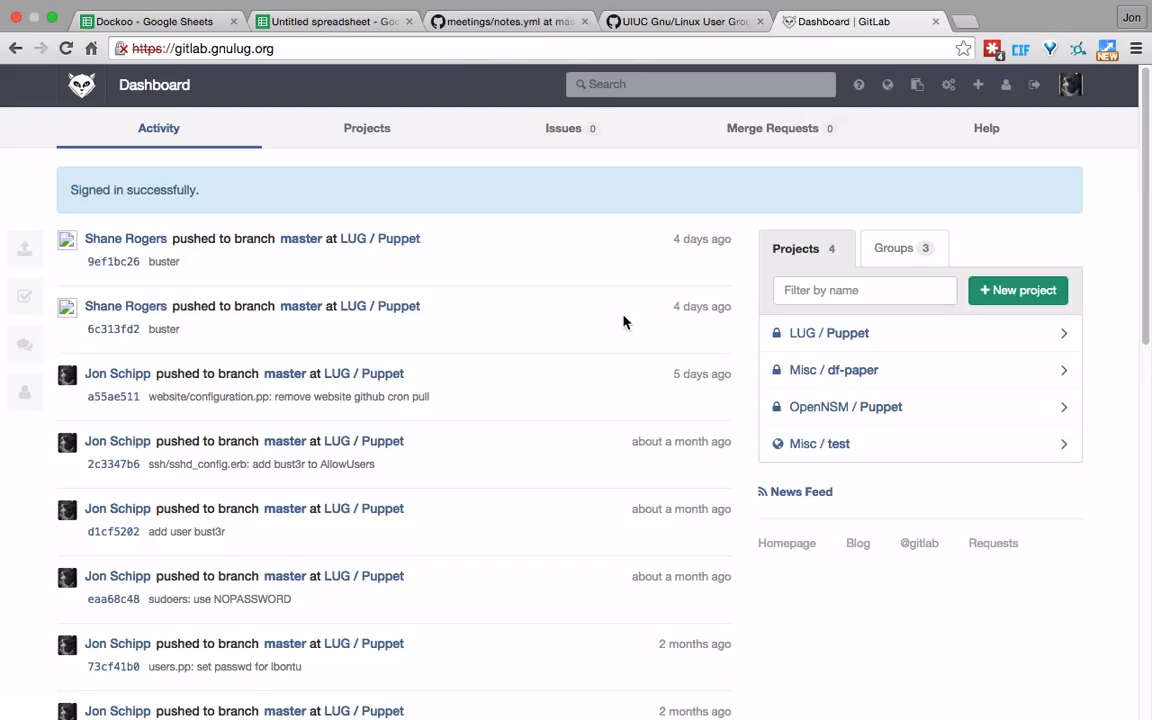 Dockoo - Google Sheets
Untitled spreadsheet - Goo
meetings/notes.yml at mas
UIUC Gnu/Linux User Grou
Dashboard | GitLab
Jon
https://gitlab.gnulug.org
4
CIF
NEW
Dashboard
Search
Activity
Projects
Issues 0
Merge Requests 0
Help
Signed in successfully.
Shane Rogers pushed to branch master at LUG / Puppet
4 days ago
9ef1bc26 buster
Shane Rogers pushed to branch master at LUG / Puppet
4 days ago
6c313fd2 buster
Jon Schipp pushed to branch master at LUG / Puppet
5 days ago
a55ae511 website/configuration.pp: remove website github cron pull
Jon Schipp pushed to branch master at LUG / Puppet
about a month ago
2c3347b6 ssh/sshd_config.erb: add bust3r to AllowUsers
Jon Schipp pushed to branch master at LUG / Puppet
about a month ago
d1cf5202 add user bust3r
Jon Schipp pushed to branch master at LUG / Puppet
about a month ago
eaa68c48 sudoers: use NOPASSWORD
Jon Schipp pushed to branch master at LUG / Puppet
2 months ago
73cf41b0 users.pp: set passwd for lbontu
Jon Schipp pushed to branch master at LUG / Puppet
2 months ago
Projects 4
Groups 3
Filter by name
+ New project
LUG / Puppet
Misc / df-paper
OpenNSM / Puppet
Misc / test
News Feed
Homepage
Blog
@gitlab
Requests